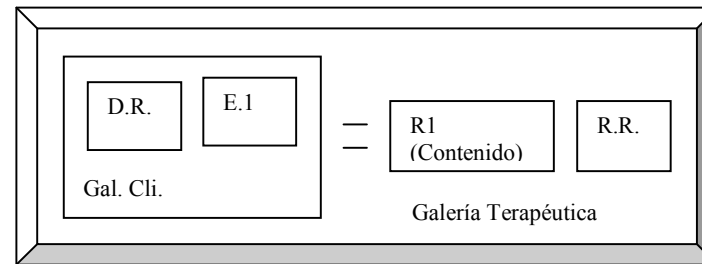 D.R.
E.1
Gal. Cli.
=
R1
(Contenido)
R.R.
Galería Terapéutica